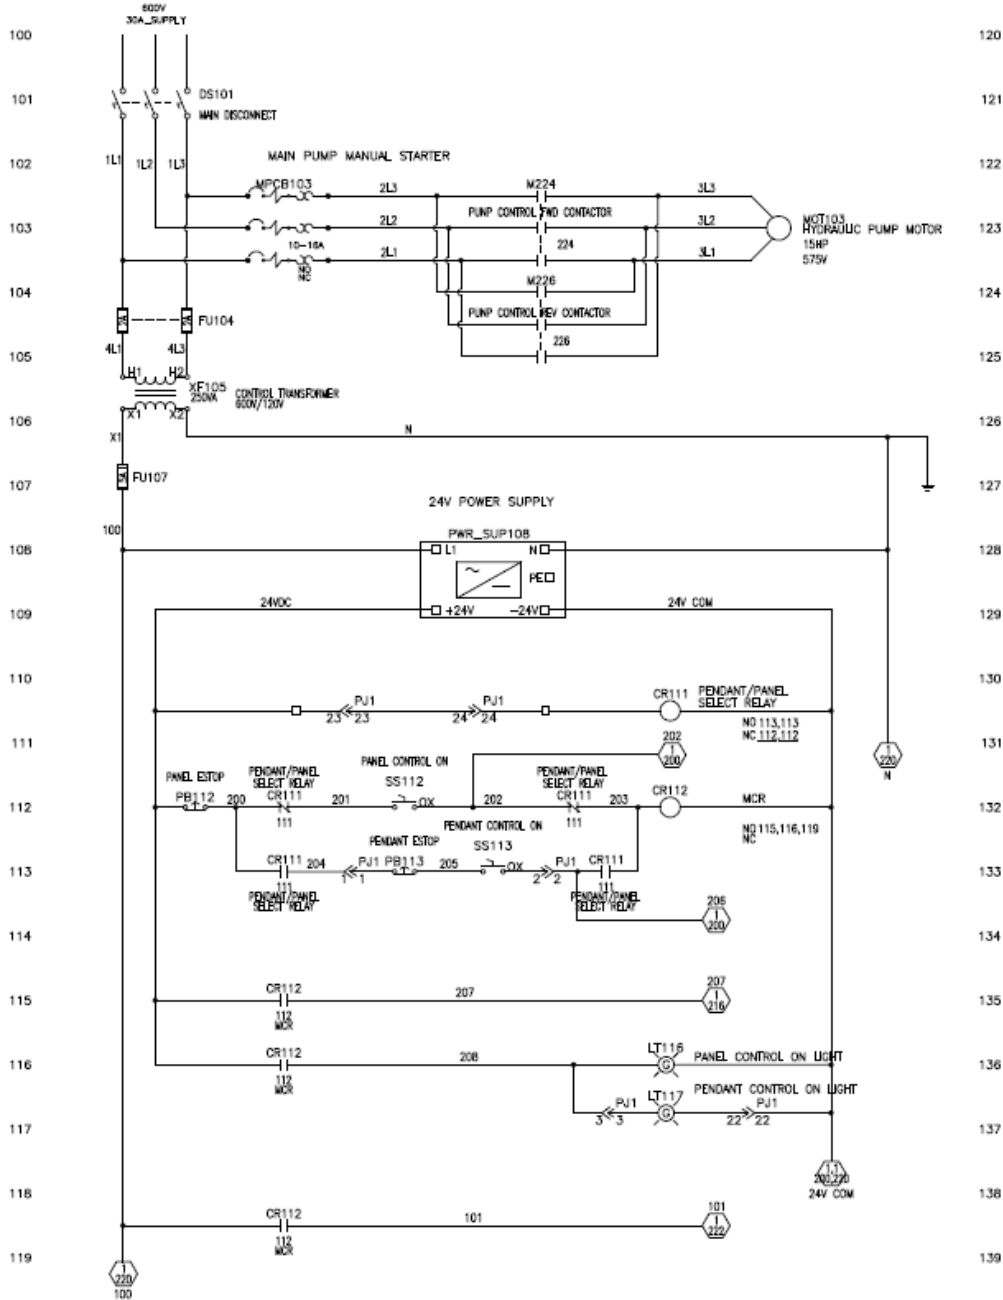 600V
30A_SUPPLY
100
120
DS101
101
121
MAIN DISCONNECT
1L1
1L2
1L3
MAIN PUMP MANUAL STARTER
102
122
MPCB103
2L3
M224
3L3
PUNP CONTROL FWD CONTACTOR
103
2L2
3L2
MOT103
HYDRAULIC PUMP MOTOR
123
15HP
575V
10-16A
NO
NC
2L1
224
3L1
M226
104
124
PUNP CONTROL REV CONTACTOR
2A
2A
FU104
226
105
4L1
4L3
125
H1
H2
XF105
250VA
CONTROL TRANSFORMER
600V/120V
X1
X2
106
126
X1
N
FU107
107
127
24V POWER SUPPLY
100
PWR_SUP108
108
L1
N
128
PE
24VDC
+24V
-24V
24V COM
109
129
110
130
CR111
PENDANT/PANEL
SELECT RELAY
PJ1
PJ1
23
23
24
24
NO 113,113
NC 112,112
111
131
202
1
200
1
220
N
PANEL ESTOP
PENDANT/PANEL
SELECT RELAY
PANEL CONTROL ON
PENDANT/PANEL
SELECT RELAY
PB112
200
CR111
201
SS112
OX
202
CR111
203
CR112
MCR
112
132
111
111
NO 115,116,119
NC
PENDANT ESTOP
PENDANT CONTROL ON
113
CR111
204
PJ1
PB113
205
SS113
OX
PJ1
CR111
133
111
1
1
2
2
111
PENDANT/PANEL
SELECT RELAY
PENDANT/PANEL
SELECT RELAY
206
1
200
114
134
CR112
207
207
1
216
115
135
112
MCR
CR112
208
LT116
G
PANEL CONTROL ON LIGHT
116
136
112
MCR
LT117
G
PENDANT CONTROL ON LIGHT
PJ1
PJ1
3
3
22
22
117
137
1,1
200,220
24V COM
118
138
CR112
101
101
1
222
112
MCR
119
139
1
220
100